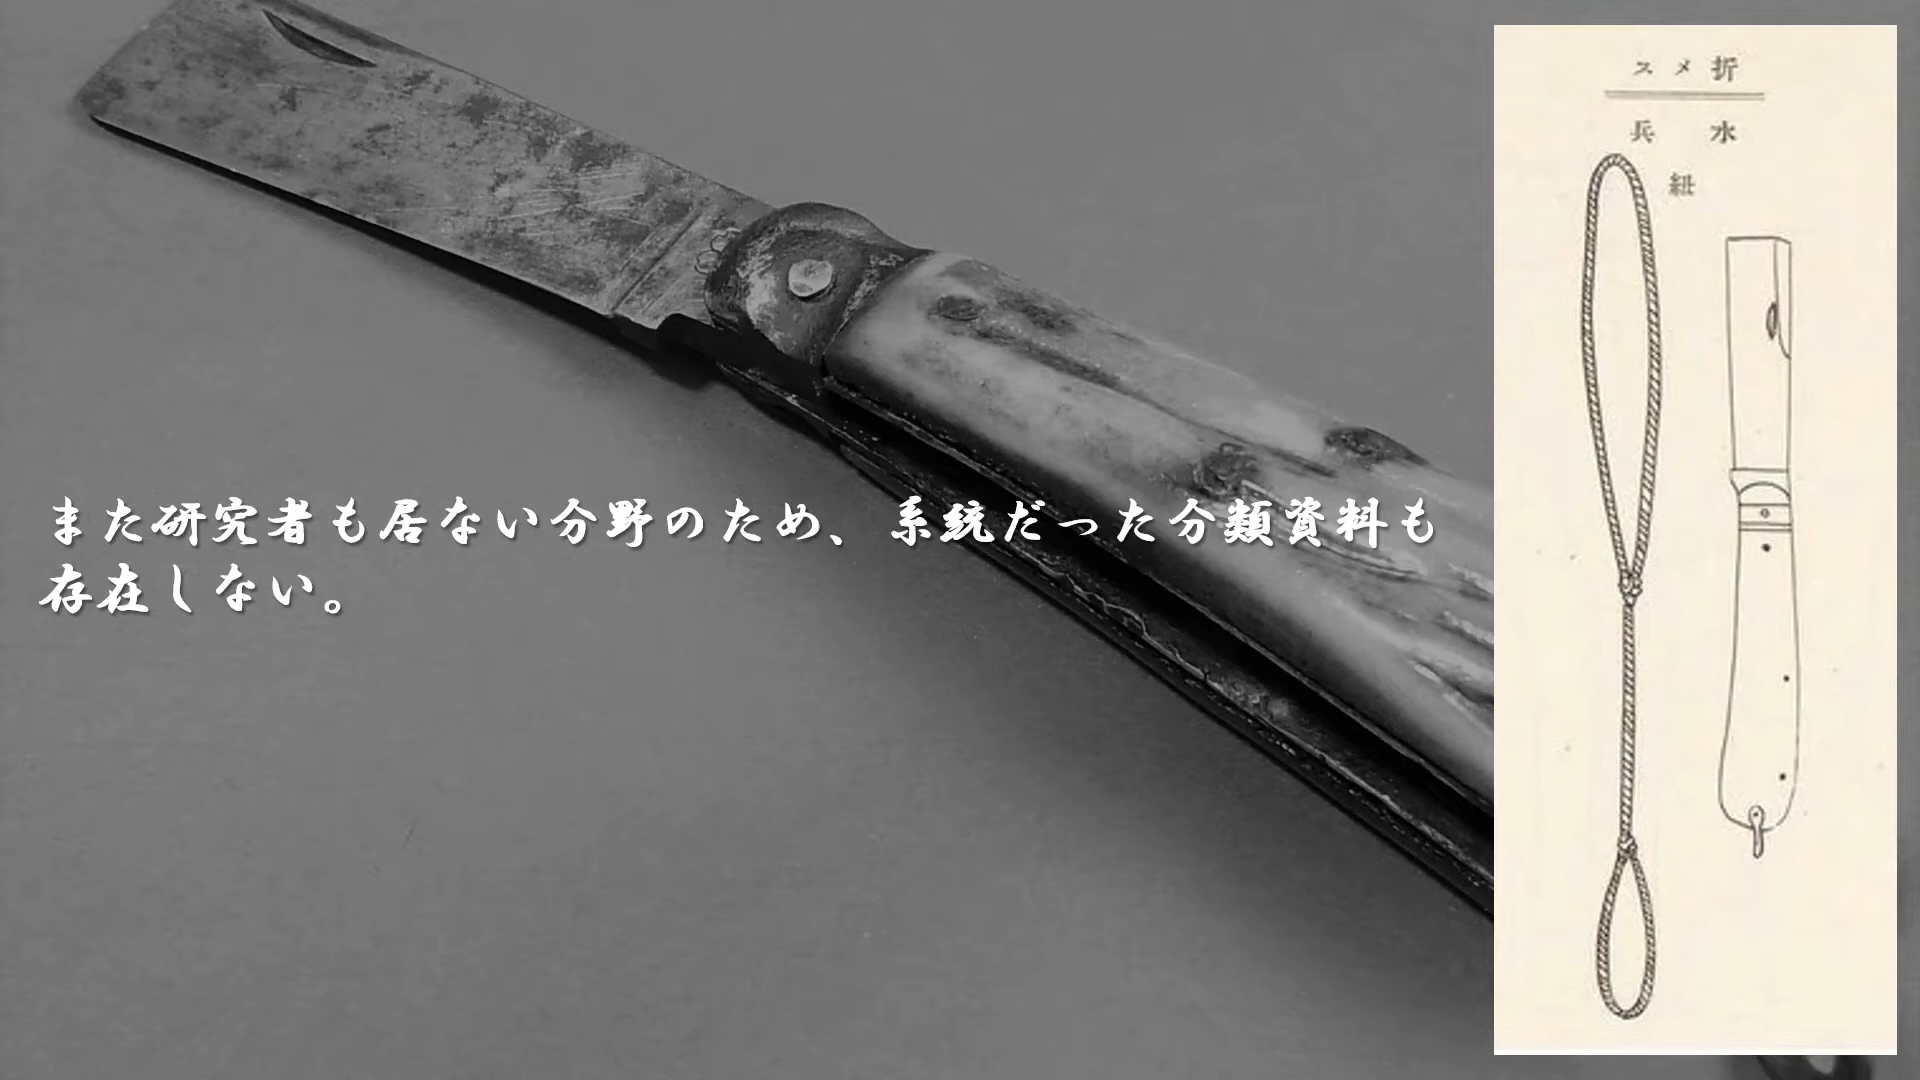 また研究者も居ない分野のため、系統だった分類資料も
存在しない。
折メス
水兵
紐